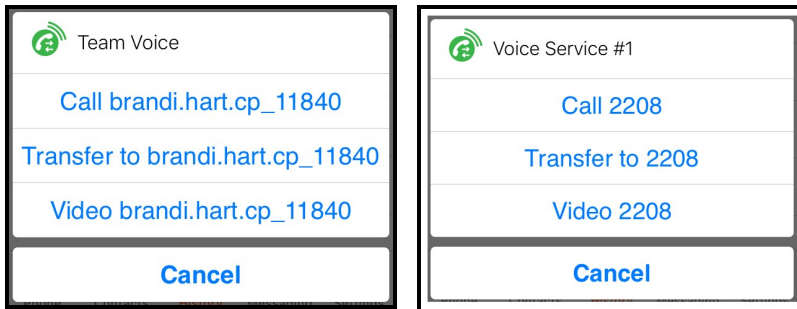 Team Voice
Call brandi.hart.cp_11840
Transfer to brandi.hart.cp_11840
Video brandi.hart.cp_11840
Cancel
Voice Service #1
Call 2208
Transfer to 2208
Video 2208
Cancel